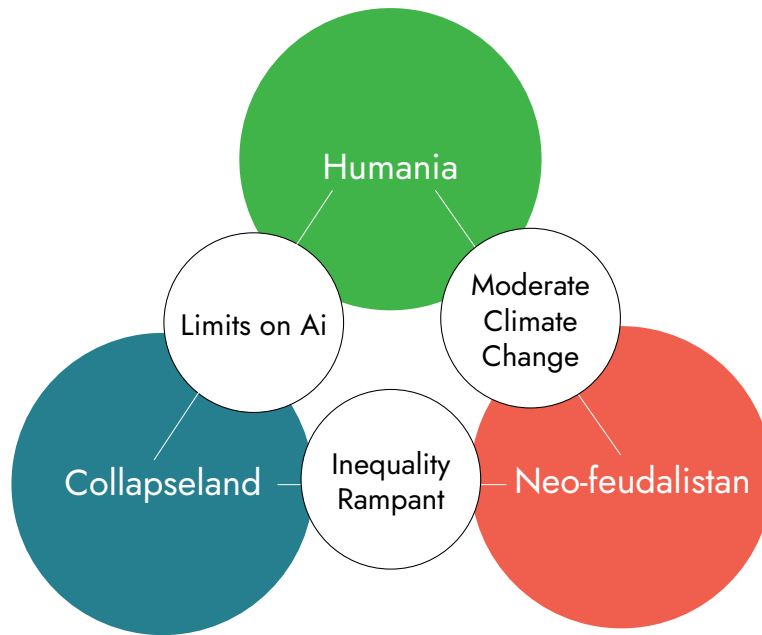 Humania
Moderate
Climate
Change
Limits on Ai
Inequality
Rampant
Collapseland
Neo-feudalistan